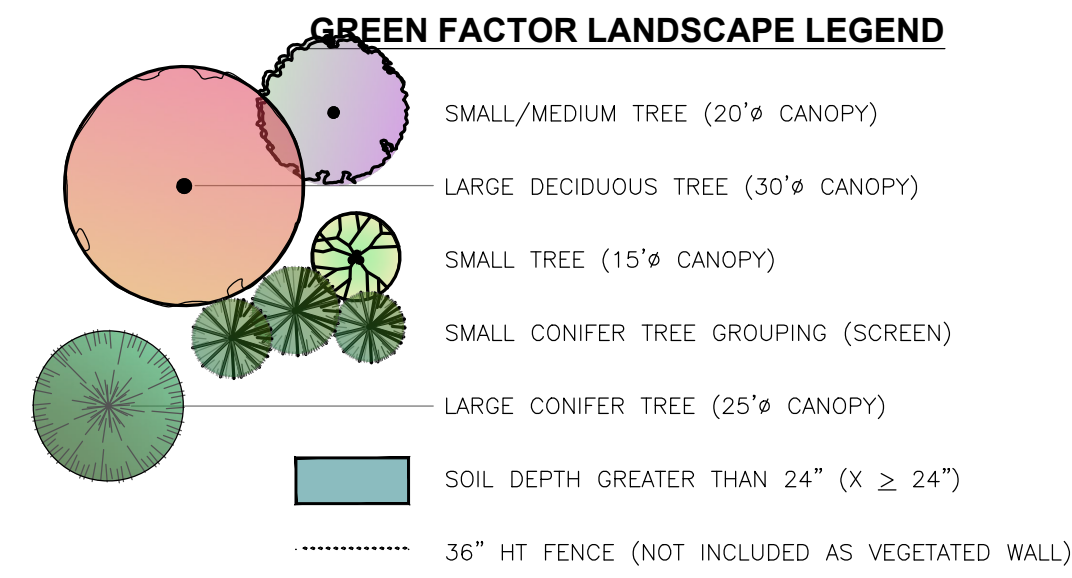 GREEN FACTOR LANDSCAPE LEGEND
SMALL/MEDIUM TREE (20'ø CANOPY)
LARGE DECIDUOUS TREE (30'ø CANOPY)
SMALL TREE (15'ø CANOPY)
SMALL CONIFER TREE GROUPING (SCREEN)
LARGE CONIFER TREE (25'ø CANOPY)
SOIL DEPTH GREATER THAN 24” (X ≥ 24”)
36” HT FENCE (NOT INCLUDED AS VEGETATED WALL)